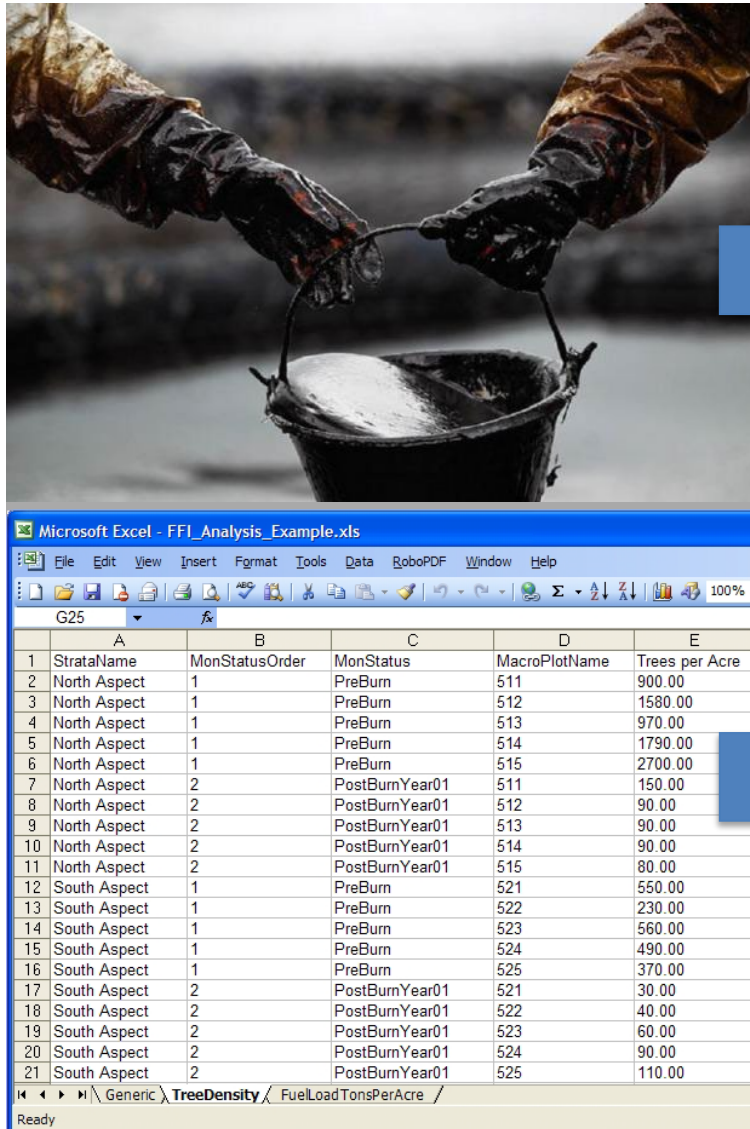 Microsoft Excel - FFI_Analysis_Example.xls
File Edit View Insert Format Tools Data RoboPDF Window Help
ABC Σ A Z Z A 100%
G25 fx
A B C D E
1 StrataName MonStatusOrder MonStatus MacroPlotName Trees per Acre
2 North Aspect 1 PreBurn 511 900.00
3 North Aspect 1 PreBurn 512 1580.00
4 North Aspect 1 PreBurn 513 970.00
5 North Aspect 1 PreBurn 514 1790.00
6 North Aspect 1 PreBurn 515 2700.00
7 North Aspect 2 PostBurnYear01 511 150.00
8 North Aspect 2 PostBurnYear01 512 90.00
9 North Aspect 2 PostBurnYear01 513 90.00
10 North Aspect 2 PostBurnYear01 514 90.00
11 North Aspect 2 PostBurnYear01 515 80.00
12 South Aspect 1 PreBurn 521 550.00
13 South Aspect 1 PreBurn 522 230.00
14 South Aspect 1 PreBurn 523 560.00
15 South Aspect 1 PreBurn 524 490.00
16 South Aspect 1 PreBurn 525 370.00
17 South Aspect 2 PostBurnYear01 521 30.00
18 South Aspect 2 PostBurnYear01 522 40.00
19 South Aspect 2 PostBurnYear01 523 60.00
20 South Aspect 2 PostBurnYear01 524 90.00
21 South Aspect 2 PostBurnYear01 525 110.00
Generic TreeDensity FuelLoadTonsPerAcre
Ready